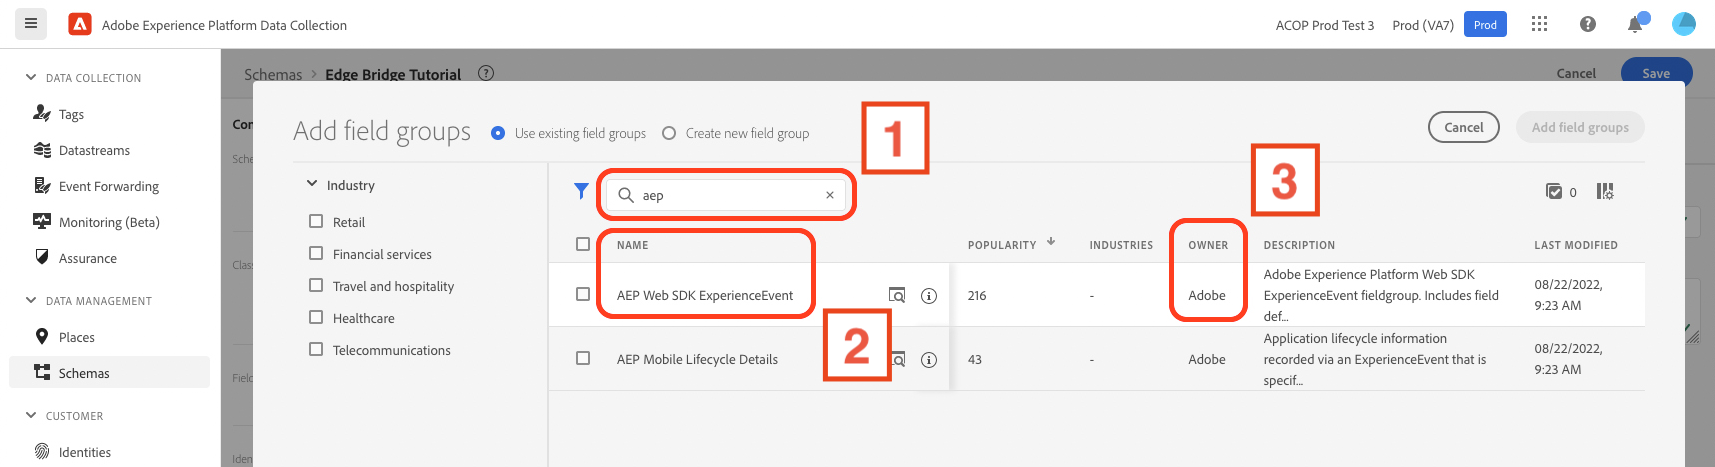 Adobe Experience Platform Data Collection
ACOP Prod Test 3 Prod (VA7) Prod
DATA COLLECTION
Tags
Datastreams
Event Forwarding
Monitoring (Beta)
Assurance
DATA MANAGEMENT
Places
Schemas
CUSTOMER
Identities
Schemas > Edge Bridge Tutorial
Cancel Save
Add field groups Use existing field groups Create new field group
1
Cancel Add field groups
Industry
Retail
Financial services
Travel and hospitality
Healthcare
Telecommunications
aep
3
0
NAME POPULARITY INDUSTRIES OWNER DESCRIPTION LAST MODIFIED
AEP Web SDK ExperienceEvent 216 - Adobe
Adobe Experience Platform Web SDK
ExperienceEvent fieldgroup. Includes field
def...
08/22/2022,
9:23 AM
2
AEP Mobile Lifecycle Details 43 - Adobe
Application lifecycle information
recorded via an ExperienceEvent that is
specif...
08/22/2022,
9:23 AM